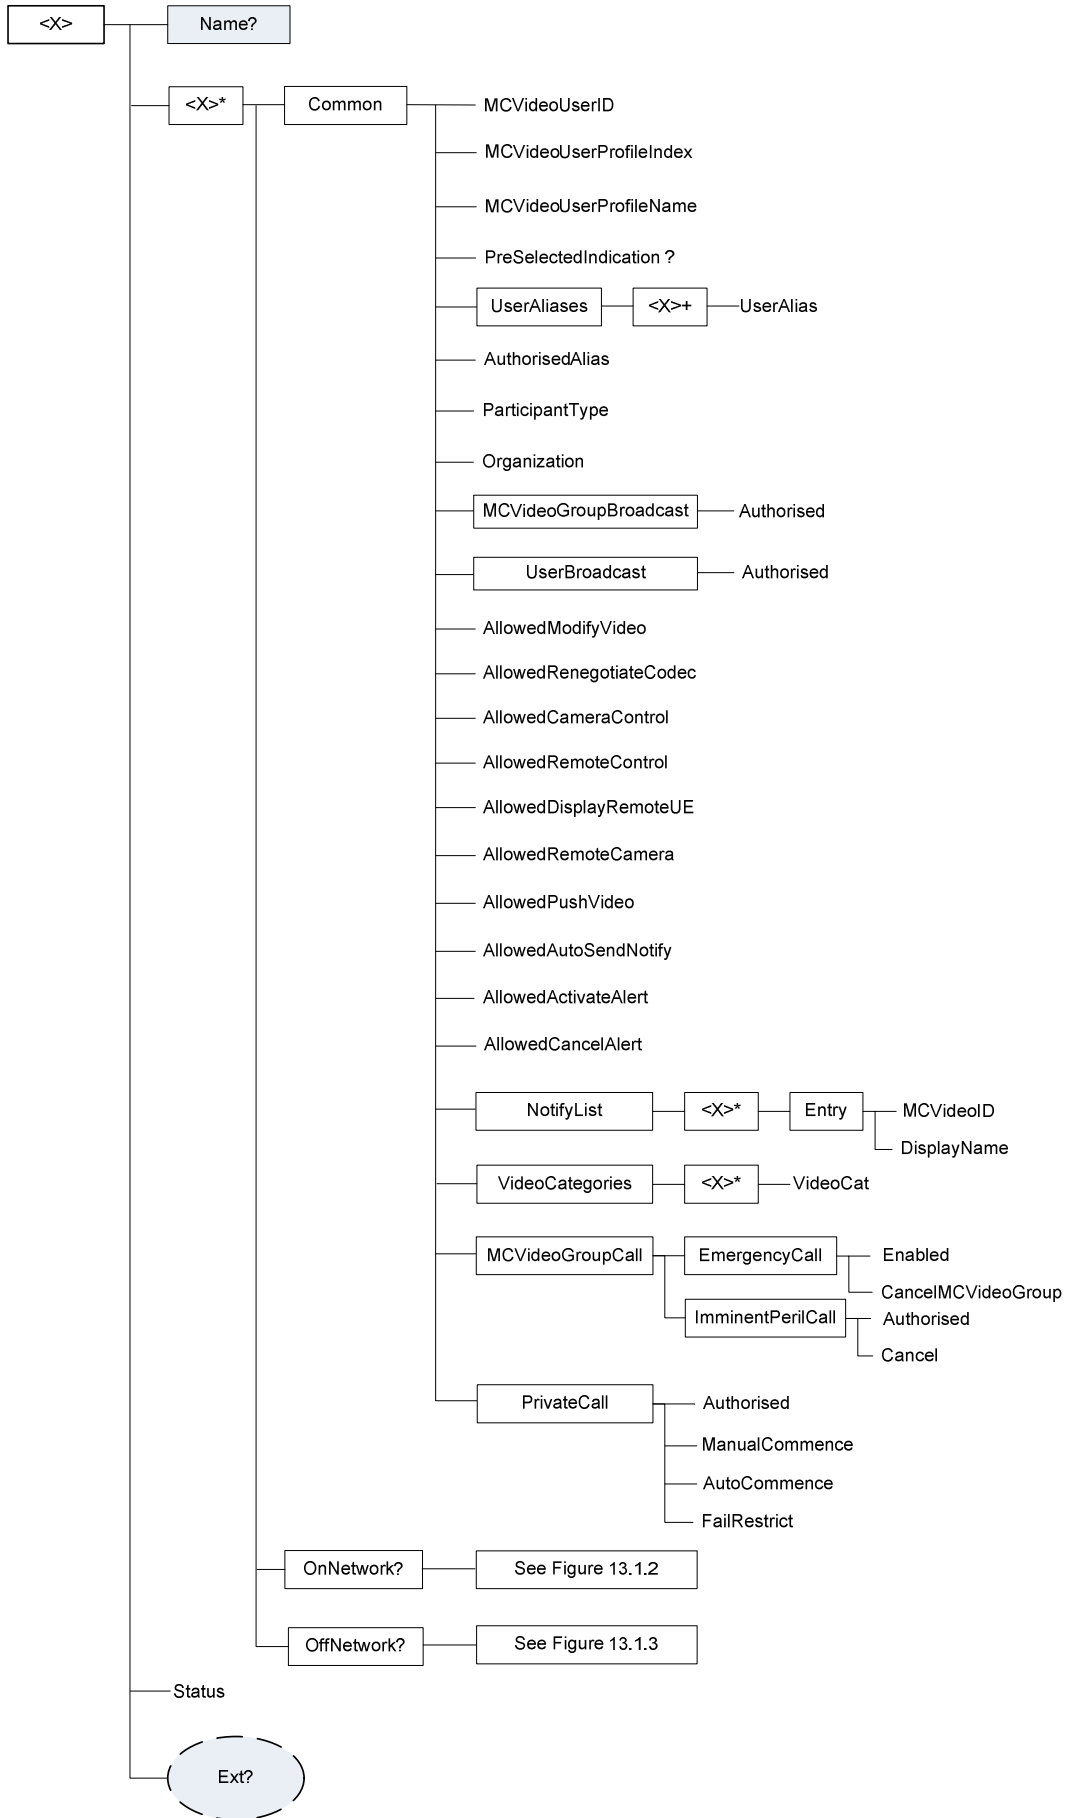 <X>
Name?
<X>*
Common
MCVideoUserID
MCVideoUserProfileIndex
MCVideoUserProfileName
PreSelectedIndication ?
UserAliases
<X>+
UserAlias
AuthorisedAlias
ParticipantType
Organization
MCVideoGroupBroadcast
Authorised
UserBroadcast
Authorised
AllowedModifyVideo
AllowedRenegotiateCodec
AllowedCameraControl
AllowedRemoteControl
AllowedDisplayRemoteUE
AllowedRemoteCamera
AllowedPushVideo
AllowedAutoSendNotify
AllowedActivateAlert
AllowedCancelAlert
NotifyList
<X>*
Entry
MCVideoID
DisplayName
VideoCategories
<X>*
VideoCat
MCVideoGroupCall
EmergencyCall
Enabled
CancelMCVideoGroup
ImminentPerilCall
Authorised
Cancel
PrivateCall
Authorised
ManualCommence
AutoCommence
FailRestrict
OnNetwork?
See Figure 13.1.2
OffNetwork?
See Figure 13.1.3
Status
Ext?